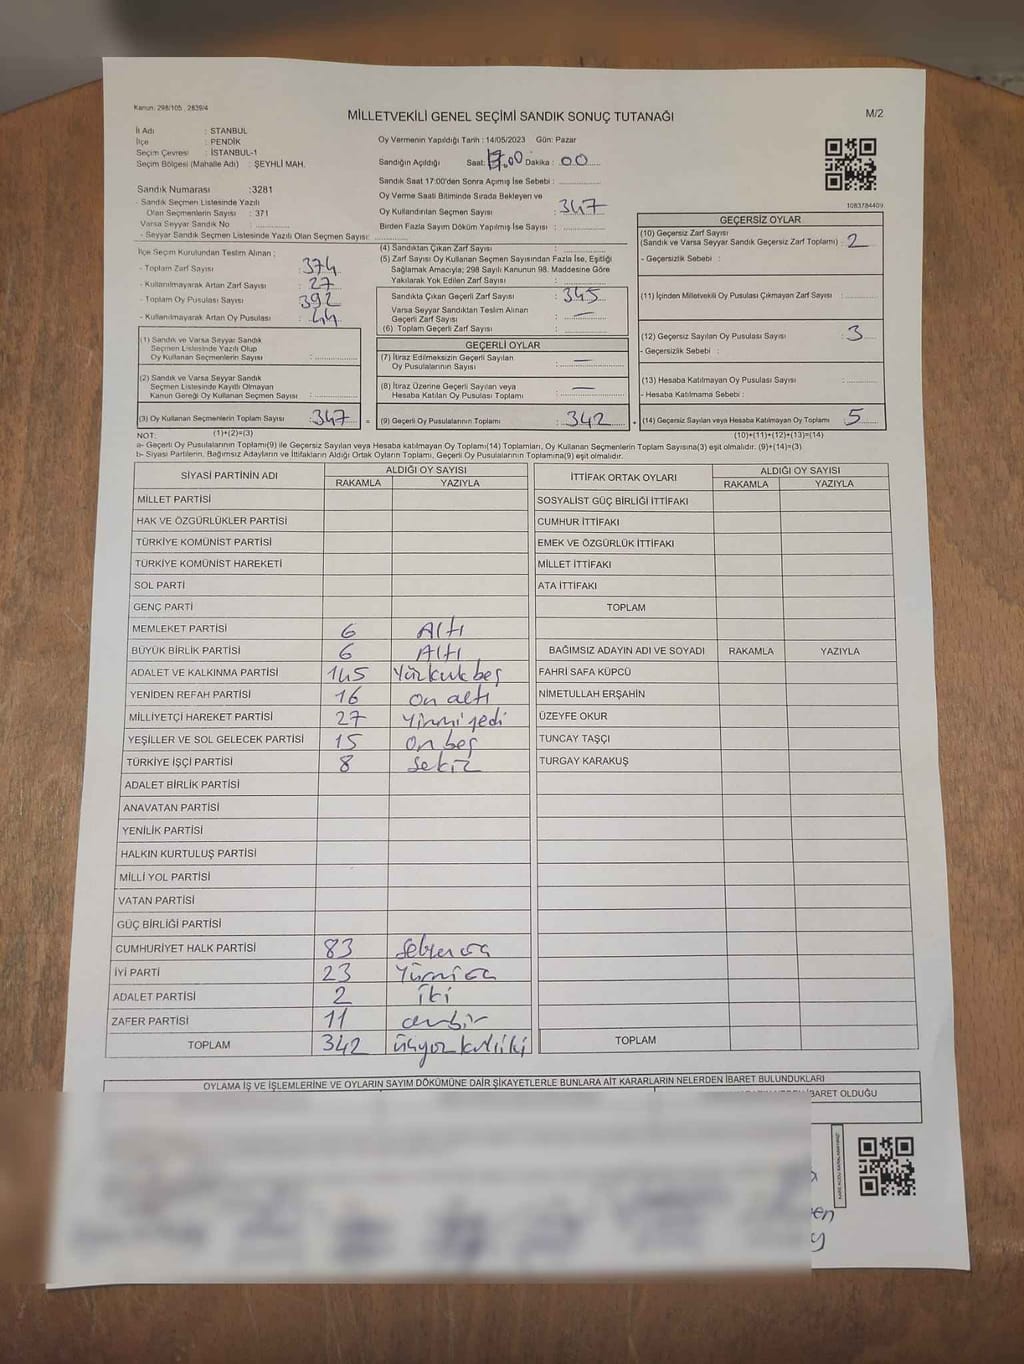 Kanun: 298/105 , 2839/4
MİLLETVEKİLİ GENEL SEÇİMİ SANDIK SONUÇ TUTANAĞI
M/2
İl Adı : STANBUL
İlçe : PENDİK
Seçim Çevresi : İSTANBUL-1
Seçim Bölgesi (Mahalle Adı) : ŞEYHLİ MAH.
Oy Vermenin Yapıldığı Tarih : 14/05/2023 Gün: Pazar
Sandığın Açıldığı Saat: 17.00 Dakika : 00
Sandık Saat 17:00'den Sonra Açımış İse Sebebi :
Oy Verme Saati Bitiminde Sırada Bekleyen ve
Oy Kullandırılan Seçmen Sayısı : 347
Birden Fazla Sayım Döküm Yapılmış İse Sayısı :
1083784409
Sandık Numarası :3281
- Sandık Seçmen Listesinde Yazılı
Olan Seçmenlerin Sayısı : 371
Varsa Seyyar Sandık No :
- Seyyar Sandık Seçmen Listesinde Yazılı Olan Seçmen Sayısı:
İlçe Seçim Kurulundan Teslim Alınan ;
- Toplam Zarf Sayısı : 374
- Kullanılmayarak Artan Zarf Sayısı : 27
- Toplam Oy Pusulası Sayısı : 392
- Kullanılmayarak Artan Oy Pusulası : 44
(4) Sandıktan Çıkan Zarf Sayısı :
(5) Zarf Sayısı Oy Kullanan Seçmen Sayısından Fazla İse, Eşitliği
Sağlamak Amacıyla; 298 Sayılı Kanunun 98. Maddesine Göre
Yakılarak Yok Edilen Zarf Sayısı :
Sandıkta Çıkan Geçerli Zarf Sayısı : 345
Varsa Seyyar Sandıktan Teslim Alınan
Geçerli Zarf Sayısı : —
(6) Toplam Geçerli Zarf Sayısı :
GEÇERSİZ OYLAR
(10) Geçersiz Zarf Sayısı
(Sandık ve Varsa Seyyar Sandık Geçersiz Zarf Toplamı) : 2
- Geçersizlik Sebebi :
(11) İçinden Milletvekili Oy Pusulası Çıkmayan Zarf Sayısı :
(12) Geçersiz Sayılan Oy Pusulası Sayısı : 3
- Geçersizlik Sebebi :
(13) Hesaba Katılmayan Oy Pusulası Sayısı :
- Hesaba Katılmama Sebebi :
(14) Geçersiz Sayılan veya Hesaba Katılmayan Oy Toplamı : 5
(1) Sandık ve Varsa Seyyar Sandık
Seçmen Listesinde Yazılı Olup
Oy Kullanan Seçmenlerin Sayısı :
(2) Sandık ve Varsa Seyyar Sandık
Seçmen Listesinde Kayıtlı Olmayan
Kanun Gereği Oy Kullanan Seçmen Sayısı :
(3) Oy Kullanan Seçmenlerin Toplam Sayısı : 347 =
GEÇERLİ OYLAR
(7) İtiraz Edilmeksizin Geçerli Sayılan
Oy Pusulalarının Sayısı : —
(8) İtiraz Üzerine Geçerli Sayılan veya
Hesaba Katılan Oy Pusulası Toplamı : —
(9) Geçerli Oy Pusulalarının Toplamı : 342 +
NOT: (1)+(2)=(3)
(10)+(11)+(12)+(13)=(14)
a- Geçerli Oy Pusulalarının Toplamı(9) ile Geçersiz Sayılan veya Hesaba katılmayan Oy Toplamı(14) Toplamları, Oy Kullanan Seçmenlerin Toplam Sayısına(3) eşit olmalıdır. (9)+(14)=(3)
b- Siyasi Partilerin, Bağımsız Adayların ve İttifakların Aldığı Ortak Oyların Toplamı, Geçerli Oy Pusulalarının Toplamına(9) eşit olmalıdır.
SİYASİ PARTİNİN ADI ALDIĞI OY SAYISI
RAKAMLA YAZIYLA
MİLLET PARTİSİ
HAK VE ÖZGÜRLÜKLER PARTİSİ
TÜRKİYE KOMÜNİST PARTİSİ
TÜRKİYE KOMÜNİST HAREKETİ
SOL PARTİ
GENÇ PARTİ
MEMLEKET PARTİSİ 6 Altı
BÜYÜK BİRLİK PARTİSİ 6 Altı
ADALET VE KALKINMA PARTİSİ 145 Yüzkırkbeş
YENİDEN REFAH PARTİSİ 16 on altı
MİLLİYETÇİ HAREKET PARTİSİ 27 Yirmi yedi
YEŞİLLER VE SOL GELECEK PARTİSİ 15 on beş
TÜRKİYE İŞÇİ PARTİSİ 8 Sekiz
ADALET BİRLİK PARTİSİ
ANAVATAN PARTİSİ
YENİLİK PARTİSİ
HALKIN KURTULUŞ PARTİSİ
MİLLİ YOL PARTİSİ
VATAN PARTİSİ
GÜÇ BİRLİĞİ PARTİSİ
CUMHURİYET HALK PARTİSİ 83 Seksen üç
İYİ PARTİ 23 Yirmi üç
ADALET PARTİSİ 2 iki
ZAFER PARTİSİ 11 onbir
TOPLAM 342 üçyüz kırk iki
İTTİFAK ORTAK OYLARI ALDIĞI OY SAYISI
RAKAMLA YAZIYLA
SOSYALIST GÜÇ BİRLİĞİ İTTİFAKI
CUMHUR İTTİFAKI
EMEK VE ÖZGÜRLÜK İTTİFAKI
MİLLET İTTİFAKI
ATA İTTİFAKI
TOPLAM
BAĞIMSIZ ADAYIN ADI VE SOYADI RAKAMLA YAZIYLA
FAHRİ SAFA KÜPCÜ
NİMETULLAH ERŞAHİN
ÜZEYFE OKUR
TUNCAY TAŞÇI
TURGAY KARAKUŞ
TOPLAM
OYLAMA İŞ VE İŞLEMLERİNE VE OYLARIN SAYIM DÖKÜMÜNE DAİR ŞİKAYETLERLE BUNLARA AİT KARARLARIN NELERDEN İBARET BULUNDUKLARI
İBARET OLDUĞU